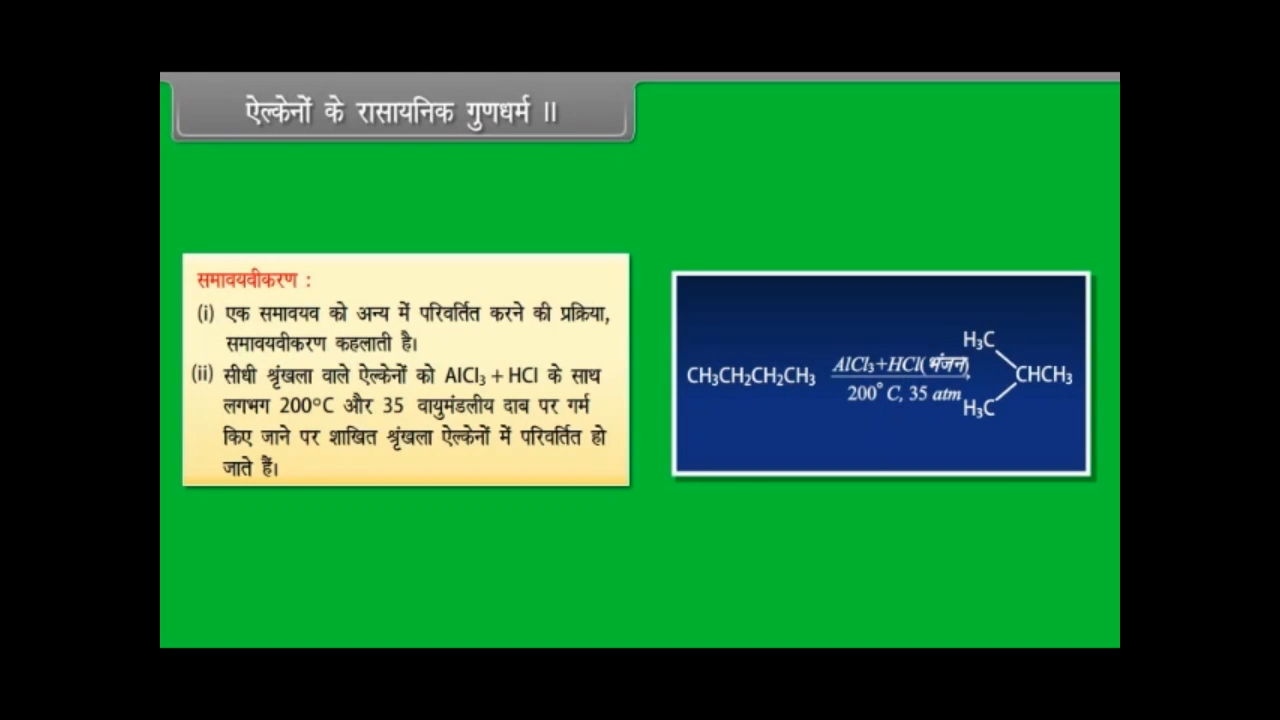 ऐल्केनों के रासायनिक गुणधर्म II
समावयवीकरण :
(i) एक समावयव को अन्य में परिवर्तित करने की प्रक्रिया,
समावयवीकरण कहलाती है।
(ii) सीधी श्रृंखला वाले ऐल्केनों को AlCl₃ + HCl के साथ
लगभग 200°C और 35 वायुमंडलीय दाब पर गर्म
किए जाने पर शाखित श्रृंखला ऐल्केनों में परिवर्तित हो
जाते हैं।
H₃C
AlCl₃+HCl(भंजन)
CH₃CH₂CH₂CH₃ CHCH₃
200° C, 35 atm
H₃C